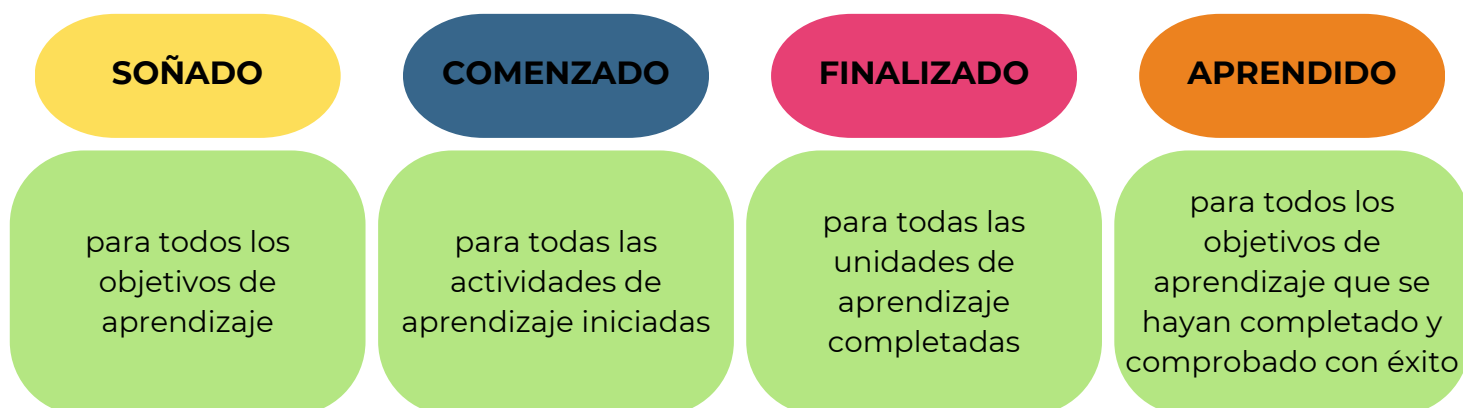 SOÑADO
para todos los
objetivos de
aprendizaje
COMENZADO
para todas las
actividades de
aprendizaje iniciadas
FINALIZADO
para todas las
unidades de
aprendizaje
completadas
APRENDIDO
para todos los
objetivos de
aprendizaje que se
hayan completado y
comprobado con éxito